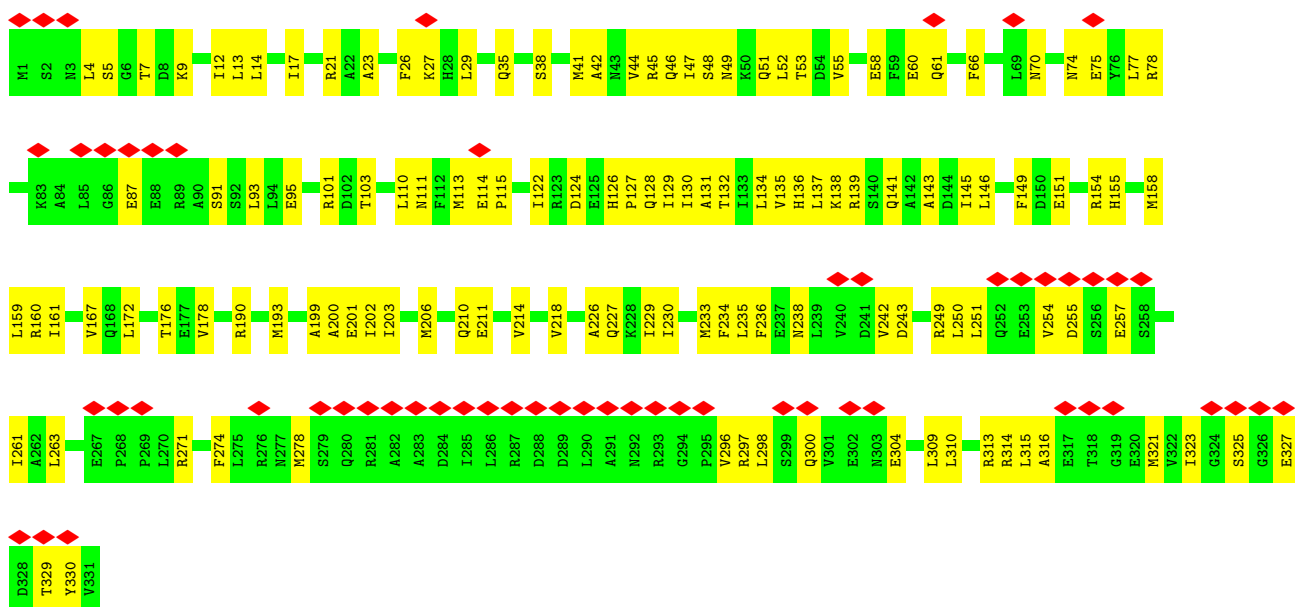 M1 S2 N3 L4 S5 G6 T7 D8 K9 I12 L13 L14 I17 R21 A22 A23 F26 K27 H28 L29 Q35 S38 M41 A42 N43 V44 R45 Q46 I47 S48 N49 K50 Q51 L52 T53 D54 V55 E58 F59 E60 Q61 F66 L69 N70 N74 E75 Y76 L77 R78
K83 A84 L85 G86 E87 E88 R89 A90 S91 S92 L93 L94 E95 R101 D102 T103 L110 N111 F112 M113 E114 P115 I122 R123 D124 E125 H126 P127 Q128 I129 I130 A131 T132 I133 L134 V135 H136 L137 K138 R139 S140 Q141 A142 A143 D144 I145 L146 F149 D150 E151 R154 H155 M158
L159 R160 I161 V167 Q168 L172 T176 E177 V178 R190 M193 A199 A200 E201 I202 I203 M206 Q210 E211 V214 V218 A226 Q227 K228 I229 I230 M233 F234 L235 F236 E237 N238 L239 V240 D241 V242 D243 R249 L250 L251 Q252 E253 V254 D255 S256 E257 S258
I261 A262 L263 E267 P268 P269 L270 R271 F274 L275 R276 N277 M278 S279 Q280 R281 A282 A283 D284 I285 L286 R287 D288 D289 L290 A291 N292 R293 G294 P295 V296 R297 L298 S299 Q300 V301 E302 N303 E304 L309 L310 R313 R314 L315 A316 E317 T318 G319 E320 M321 V322 I323 G324 S325 G326 E327
D328 T329 Y330 V331